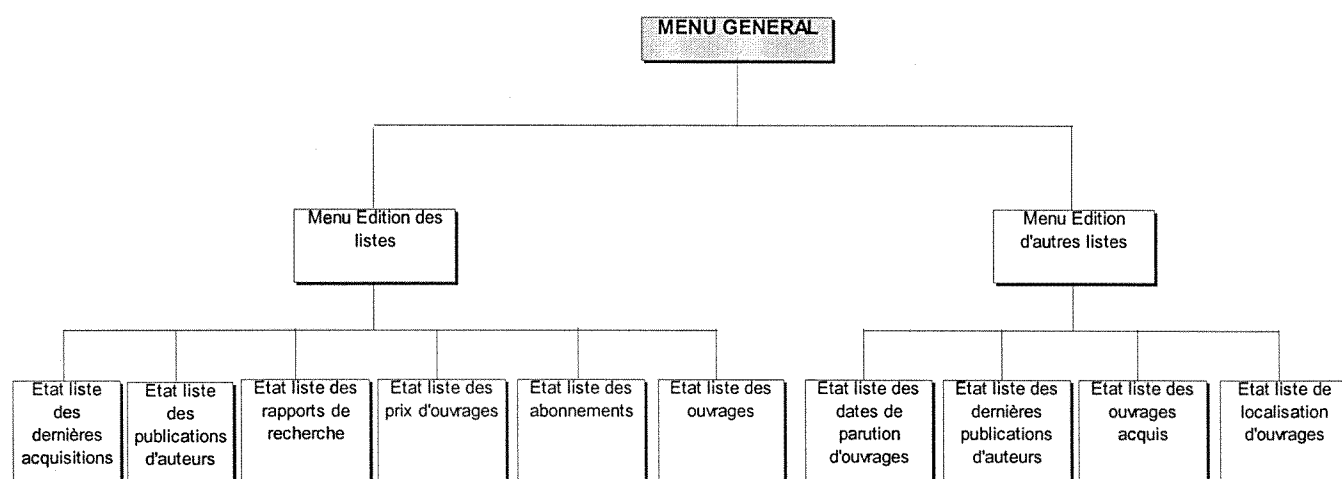 MENU GENERAL
Menu Edition des
listes
Menu Edition
d'autres listes
Etat liste
des
dernières
acquisitions
Etat liste
des
publications
d'auteurs
Etat liste des
rapports de
recherche
Etat liste des
prix d'ouvrages
Etat liste des
abonnements
Etat liste des
ouvrages
Etat liste des
dates de
parution
d'ouvrages
Etat liste des
dernières
publications
d'auteurs
Etat liste des
ouvrages
acquis
Etat liste de
localisation
d'ouvrages